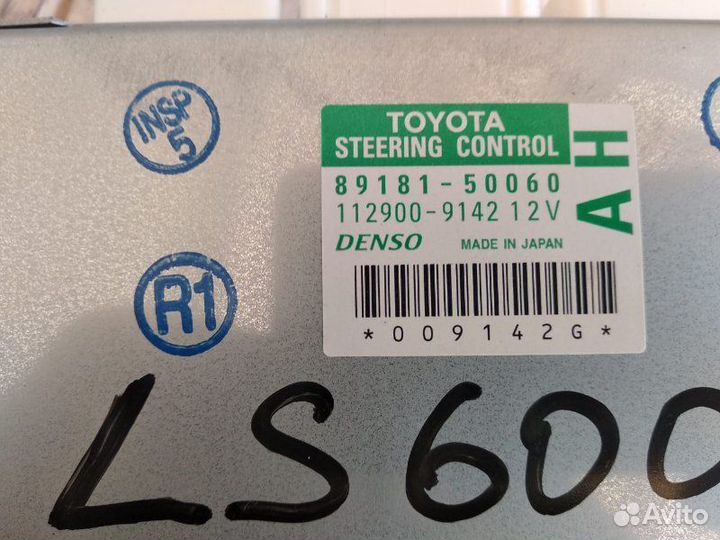 INSP
5
TOYOTA
STEERING CONTROL
89181-50060
112900-9142 12V
DENSO MADE IN JAPAN
AH
*009142G*
R1
LS600
Avito